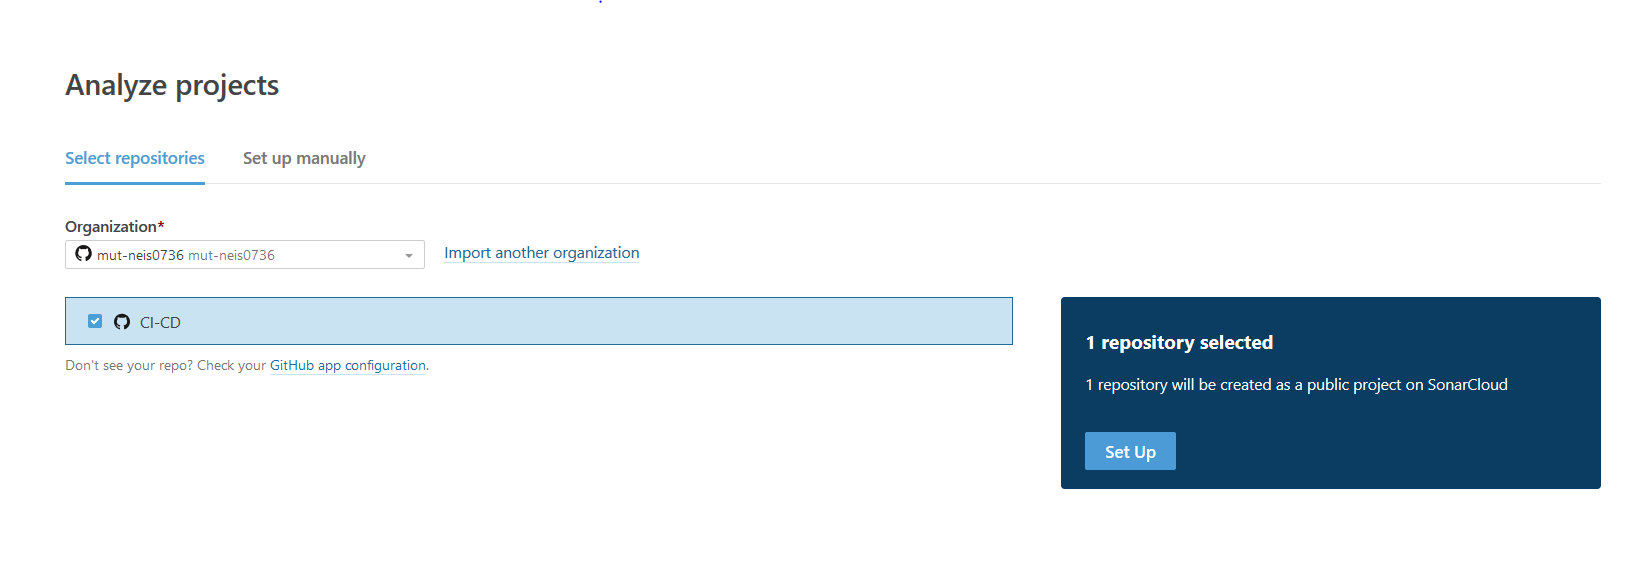 Analyze projects
Select repositories Set up manually
Organization*
mut-neis0736 mut-neis0736 Import another organization
CI-CD
Don't see your repo? Check your GitHub app configuration.
1 repository selected
1 repository will be created as a public project on SonarCloud
Set Up